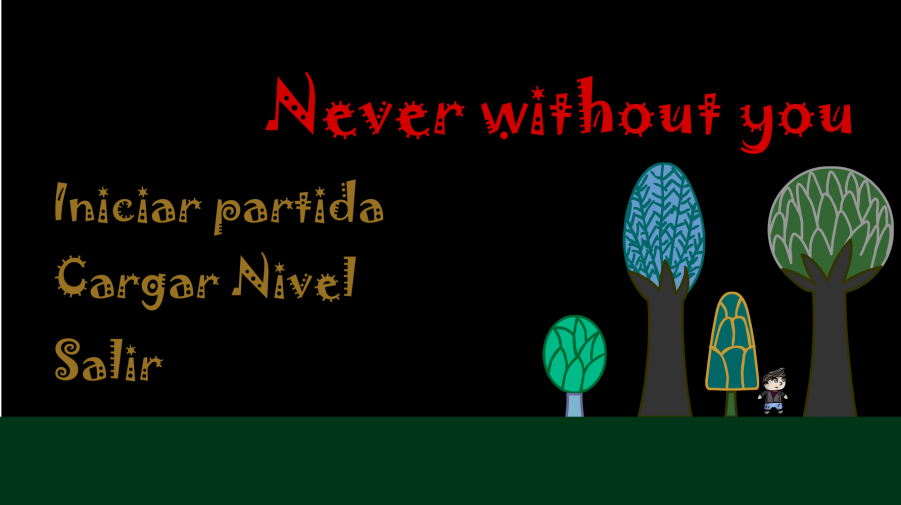 Never without you
Iniciar partida
Cargar Nivel
Salir